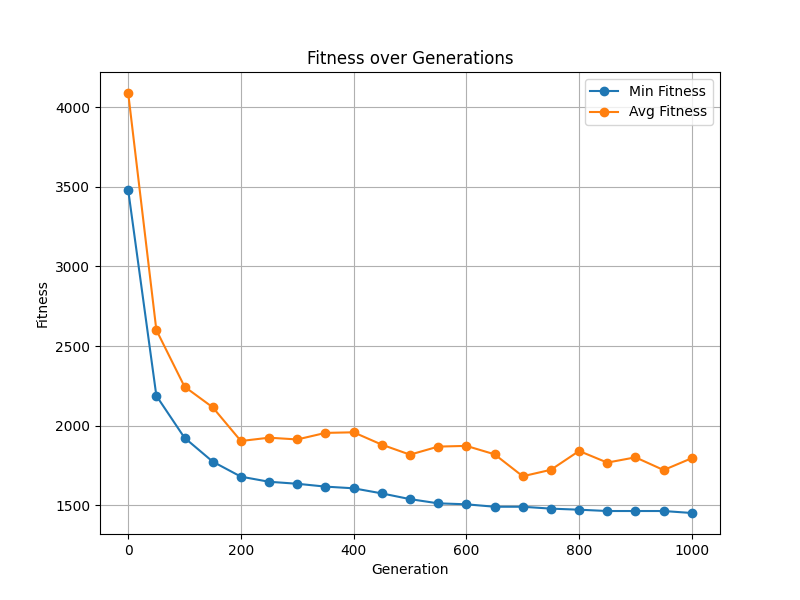 Fitness over Generations
Min Fitness
Avg Fitness
4000
3500
3000
2500
2000
1500
Fitness
0 200 400 600 800 1000
Generation